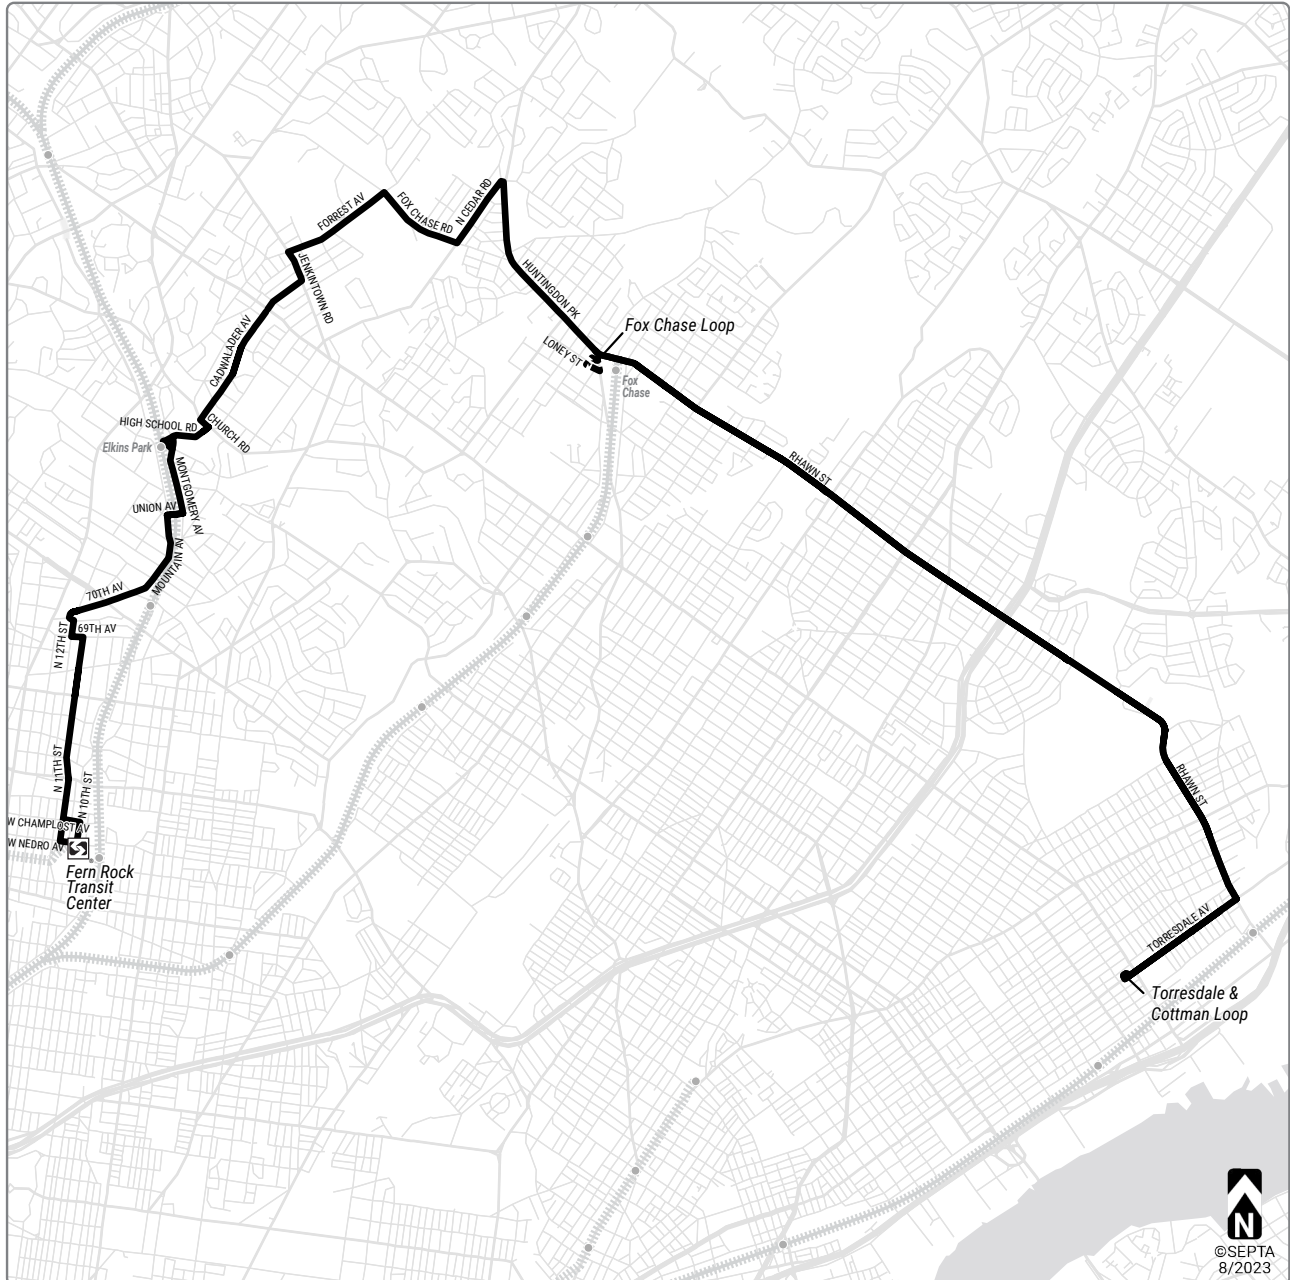 N CEDAR RD
FOX CHASE RD
FORREST AV
JENKINTOWN RD
HUNTINGDON PK
Fox Chase Loop
LONEY ST
Fox
Chase
CADWALADER AV
HIGH SCHOOL RD
CHURCH RD
Elkins Park
RHAWN ST
MONTGOMERY AV
UNION AV
MOUNTAIN AV
70TH AV
69TH AV
N 12TH ST
N 11TH ST
N 10TH ST
W CHAMPLOST AV
W NEDRO AV
Fern Rock
Transit
Center
RHAWN ST
TORRESDALE AV
Torresdale &
Cottman Loop
N
©SEPTA
8/2023